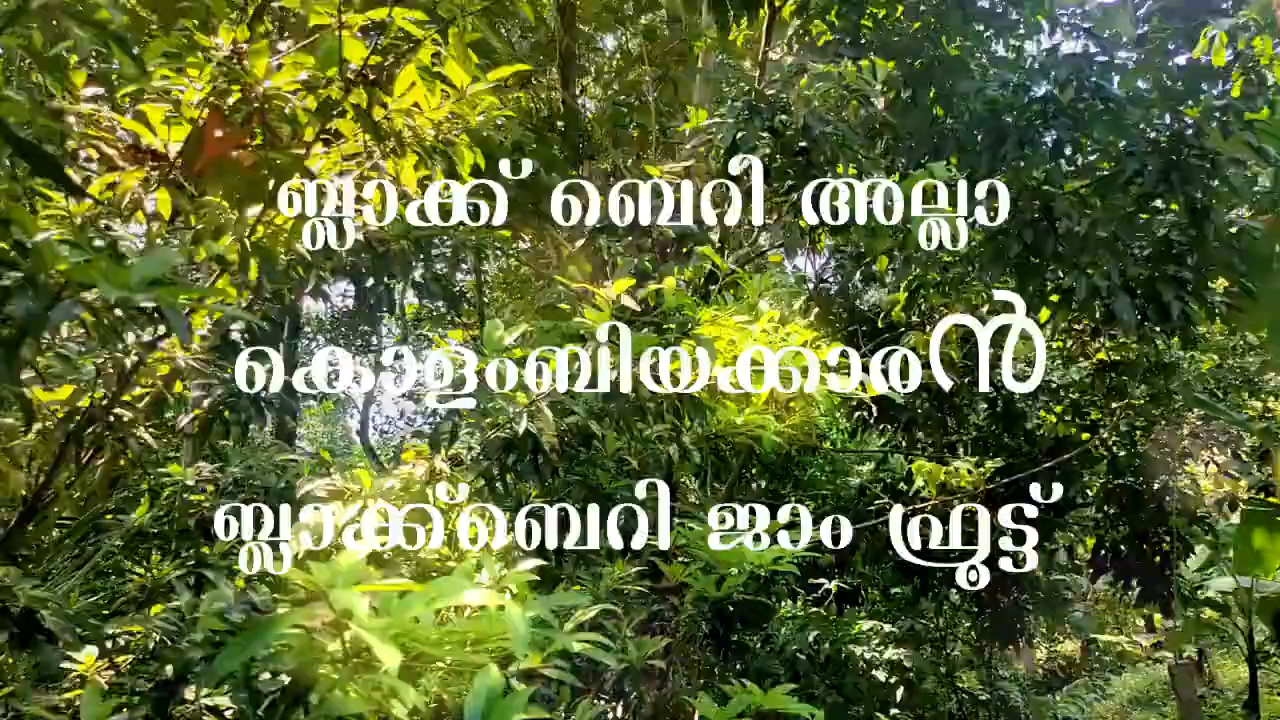 ബ്ലാക്ക് ബെറീ അല്ലാ
കൊളംബിയക്കാരൻ
ബ്ലാക്ക്ബെറി ജാം ഫ്രൂട്ട്